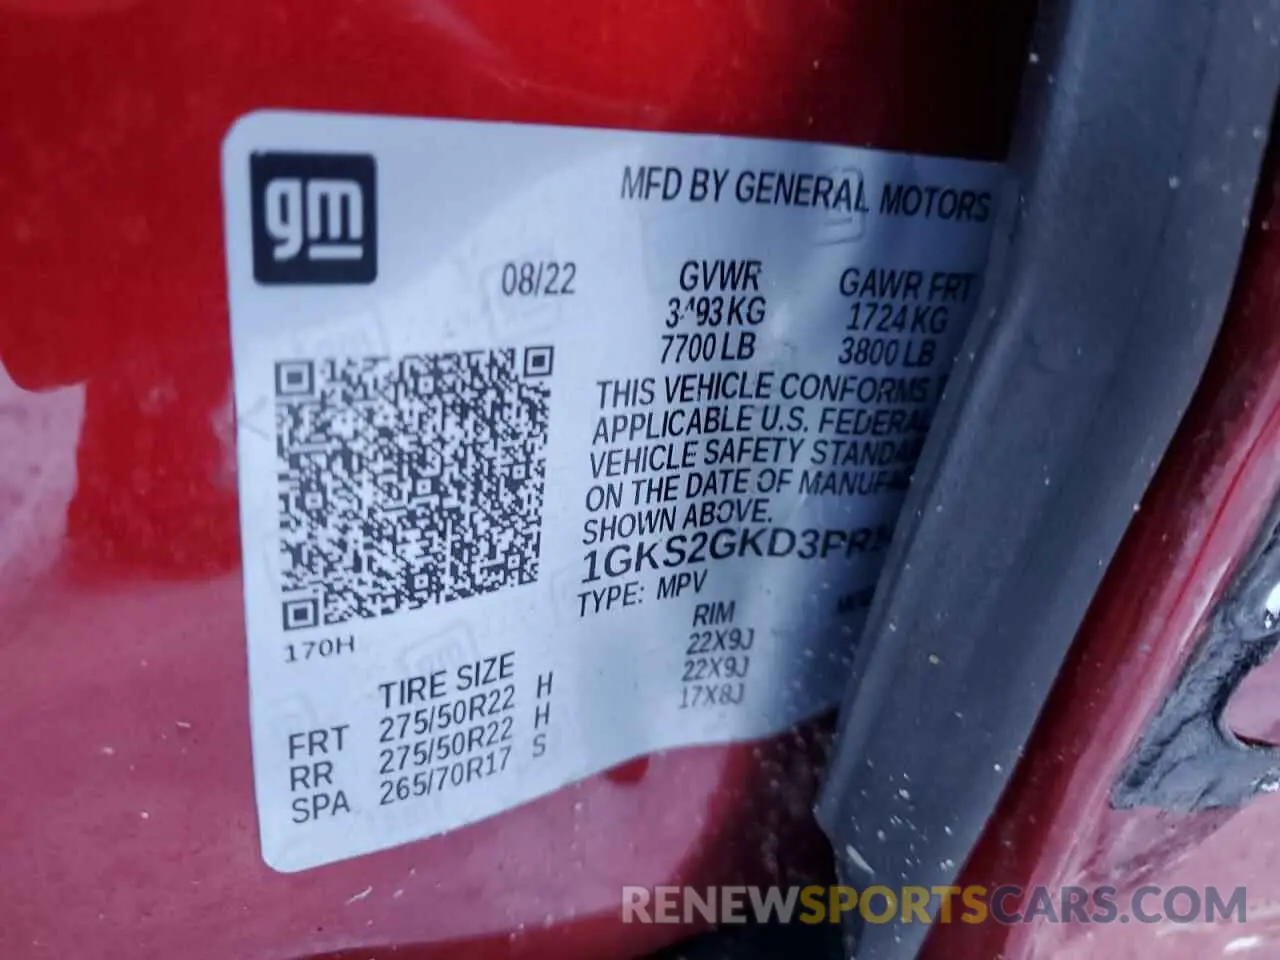 gm
MFD BY GENERAL MOTORS
08/22
GVWR
GAWR FRT
3493 KG
1724 KG
7700 LB
3800 LB
THIS VEHICLE CONFORMS
APPLICABLE U.S. FEDERAL
VEHICLE SAFETY
ON THE DATE OF
SHOWN ABOVE.
1GKS2GKD3PR
TYPE: MPV
170H
TIRE SIZE
RIM
FRT 275/50R22 H 22X9J
RR 275/50R22 H 22X9J
SPA 265/70R17 S 17X8J
RENEWSPORTSCARS.COM